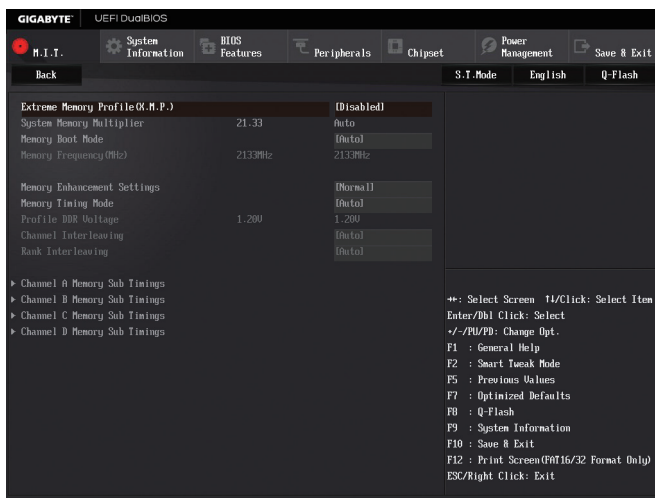 GIGABYTE™ UEFI DualBIOS
M.I.T. System Information BIOS Features Peripherals Chipset Power Management Save & Exit
Back S.T.Mode English Q-Flash
Extreme Memory Profile(X.M.P.) [Disabled]
System Memory Multiplier 21.33 Auto
Memory Boot Mode [Auto]
Memory Frequency(MHz) 2133MHz 2133MHz
Memory Enhancement Settings [Normal]
Memory Timing Mode [Auto]
Profile DDR Voltage 1.20V 1.20V
Channel Interleaving [Auto]
Rank Interleaving [Auto]
Channel A Memory Sub Timings
Channel B Memory Sub Timings
Channel C Memory Sub Timings
Channel D Memory Sub Timings
→←: Select Screen ↑↓/Click: Select Item
Enter/Dbl Click: Select
+/-/PU/PD: Change Opt.
F1 : General Help
F2 : Smart Tweak Mode
F5 : Previous Values
F7 : Optimized Defaults
F8 : Q-Flash
F9 : System Information
F10 : Save & Exit
F12 : Print Screen(FAT16/32 Format Only)
ESC/Right Click: Exit